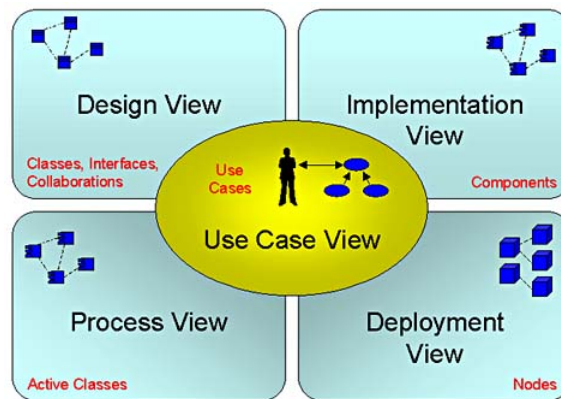 Design View
Classes, Interfaces,
Collaborations
Implementation
View
Components
Use
Cases
Use Case View
Process View
Active Classes
Deployment
View
Nodes